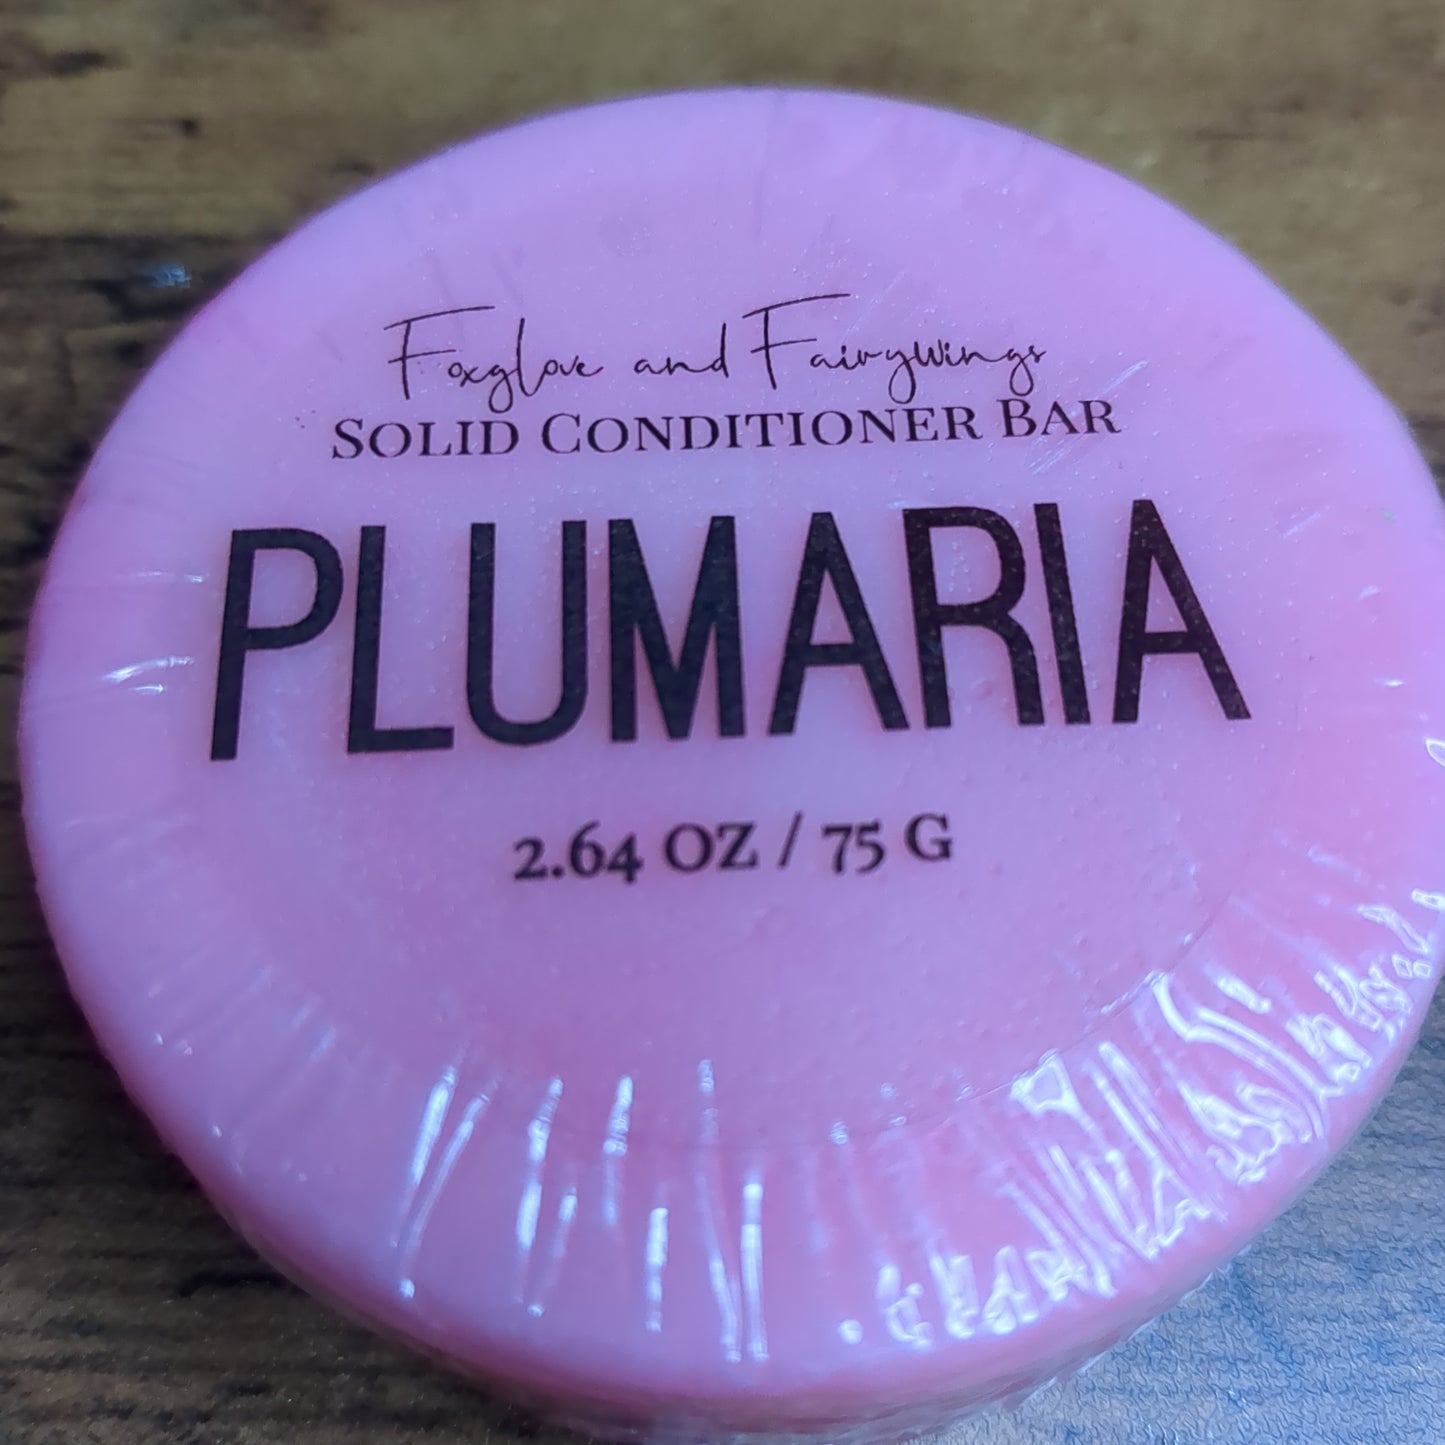 Foxglove and Fairywings
SOLID CONDITIONER BAR
PLUMARIA
2.64 OZ / 75 G